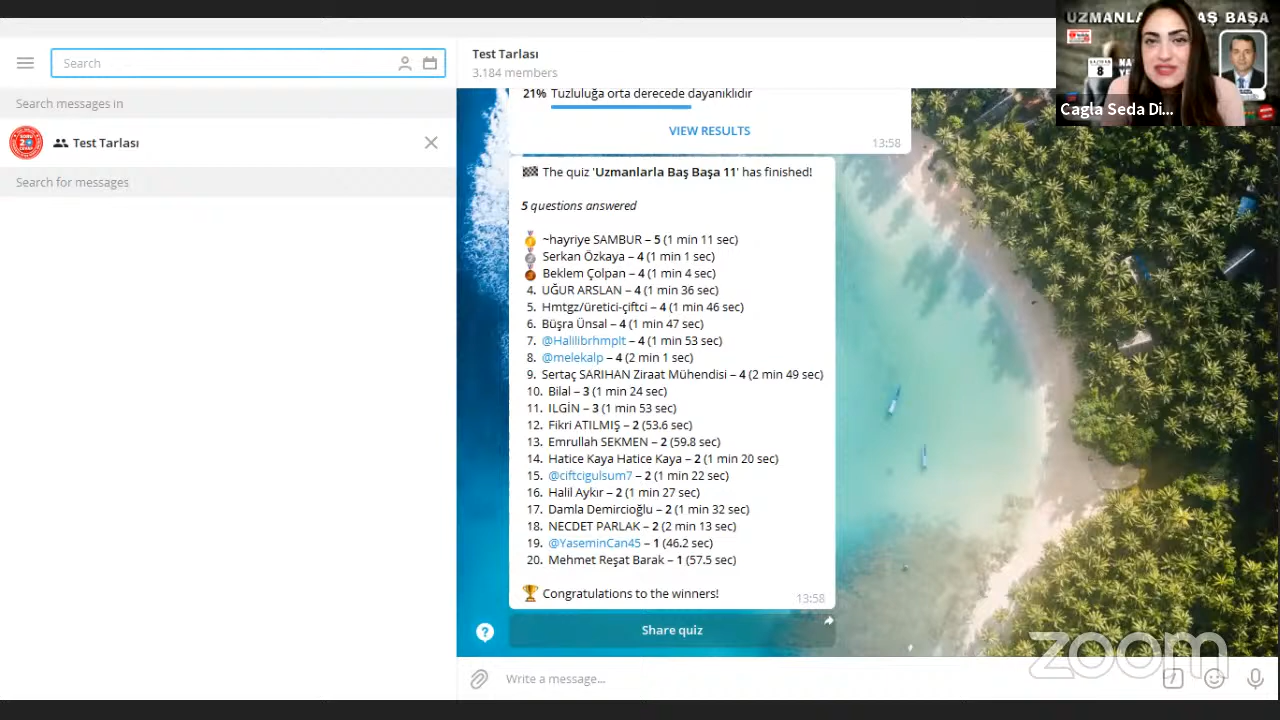 Search
Search messages in
Test Tarlası
Search for messages
Test Tarlası
3.184 members
21% Tuzluluğa orta derecede dayanıklıdır
VIEW RESULTS
13:58
The quiz 'Uzmanlarla Baş Başa 11' has finished!
5 questions answered
~hayriye SAMBUR – 5 (1 min 11 sec)
Serkan Özkaya – 4 (1 min 1 sec)
Beklem Çolpan – 4 (1 min 4 sec)
4. UĞUR ARSLAN – 4 (1 min 36 sec)
5. Hmtgz/üretici-çiftci – 4 (1 min 46 sec)
6. Büşra Ünsal – 4 (1 min 47 sec)
7. @Halilibrhmplt – 4 (1 min 53 sec)
8. @melekalp – 4 (2 min 1 sec)
9. Sertaç SARIHAN Ziraat Mühendisi – 4 (2 min 49 sec)
10. Bilal – 3 (1 min 24 sec)
11. ILGİN – 3 (1 min 53 sec)
12. Fikri ATILMIŞ – 2 (53.6 sec)
13. Emrullah SEKMEN – 2 (59.8 sec)
14. Hatice Kaya Hatice Kaya – 2 (1 min 20 sec)
15. @ciftcigulsum7 – 2 (1 min 22 sec)
16. Halil Aykır – 2 (1 min 27 sec)
17. Damla Demircioğlu – 2 (1 min 32 sec)
18. NECDET PARLAK – 2 (2 min 13 sec)
19. @YaseminCan45 – 1 (46.2 sec)
20. Mehmet Reşat Barak – 1 (57.5 sec)
Congratulations to the winners!
13:58
Share quiz
Write a message...
UZMANLA AŞ BAŞA
8
Cagla Seda Di...
zoom